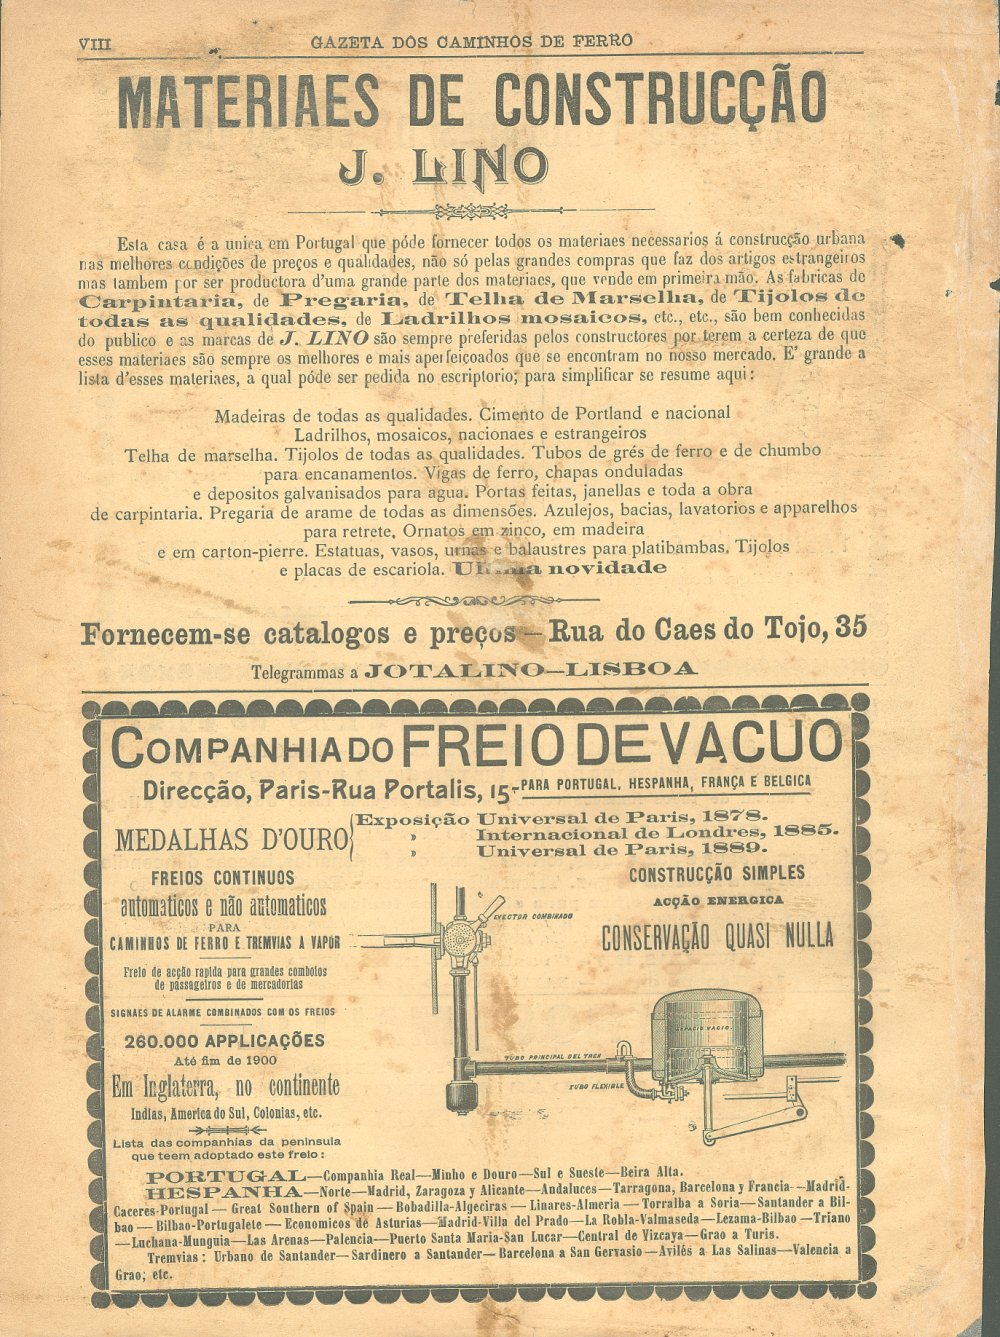 VIII
GAZETA DOS CAMINHOS DE FERRO
MATERIAES DE CONSTRUCÇÃO
J. LINO
Esta casa é a unica em Portugal que póde fornecer todos os materiaes necessarios á construcção urbana
nas melhores condições de preços e qualidades, não só pelas grandes compras que faz dos artigos estrangeiros
mas tambem por ser productora d'uma grande parte dos materiaes, que vende em primeira mão. As fabricas de
Carpintaria, de Pregaria, de Telha de Marselha, de Tijolos de
todas as qualidades, de Ladrilhos mosaicos, etc., etc., são bem conhecidas
do publico e as marcas de J. LINO são sempre preferidas pelos constructores por terem a certeza de que
esses materiaes são sempre os melhores e mais aperfeiçoados que se encontram no nosso mercado. E' grande a
lista d'esses materiaes, a qual póde ser pedida no escriptorio; para simplificar se resume aqui:
Madeiras de todas as qualidades. Cimento de Portland e nacional
Ladrilhos, mosaicos, nacionaes e estrangeiros
Telha de marselha. Tijolos de todas as qualidades. Tubos de grés de ferro e de chumbo
para encanamentos. Vigas de ferro, chapas onduladas
e depositos galvanisados para agua. Portas feitas, janellas e toda a obra
de carpintaria. Pregaria de arame de todas as dimensões. Azulejos, bacias, lavatorios e apparelhos
para retrete. Ornatos em zinco, em madeira
e em carton-pierre. Estatuas, vasos, urnas e balaustres para platibambas. Tijolos
e placas de escariola. Ultima novidade
Fornecem-se catalogos e preços — Rua do Caes do Tojo, 35
Telegrammas a JOTALINO—LISBOA
COMPANHIA DO FREIO DE VACUO
Direcção, Paris-Rua Portalis, 15-PARA PORTUGAL, HESPANHA, FRANÇA E BELGICA
MEDALHAS D'OURO
Exposição Universal de Paris, 1878.
» Internacional de Londres, 1885.
» Universal de Paris, 1889.
FREIOS CONTINUOS
automaticos e não automaticos
PARA
CAMINHOS DE FERRO E TREMVIAS A VAPOR
Freio de acção rapida para grandes comboios
de passageiros e de mercadorias
SIGNAES DE ALARME COMBINADOS COM OS FREIOS
260.000 APPLICAÇÕES
Até fim de 1900
Em Inglaterra, no continente
Indias, America do Sul, Colonias, etc.
Lista das companhias da peninsula
que teem adoptado este freio:
CONSTRUCÇÃO SIMPLES
ACÇÃO ENERGICA
CONSERVAÇÃO QUASI NULLA
EYECTOR COMBINADO
ESPACIO VACIO.
TUBO PRINCIPAL DEL TREN
TUBO FLEXIBLE
PORTUGAL—Companhia Real—Minho e Douro—Sul e Sueste—Beira Alta.
HESPANHA—Norte—Madrid, Zaragoza y Alicante—Andaluces—Tarragona, Barcelona y Francia—Madrid-
Caceres-Portugal — Great Southern of Spain — Bobadilla-Algeciras — Linares-Almeria — Torralba a Soria—Santander a Bil-
bao — Bilbao-Portugalete — Economicos de Asturias—Madrid-Villa del Prado —La Robla-Valmaseda—Lezama-Bilbao —Triano
—Luchana-Munguia—Las Arenas—Palencia—Puerto Santa Maria-San Lucar—Central de Vizcaya—Grao a Turis.
Tremvias: Urbano de Santander—Sardinero a Santander—Barcelona a San Gervasio—Avilés a Las Salinas—Valencia a
Grao; etc.